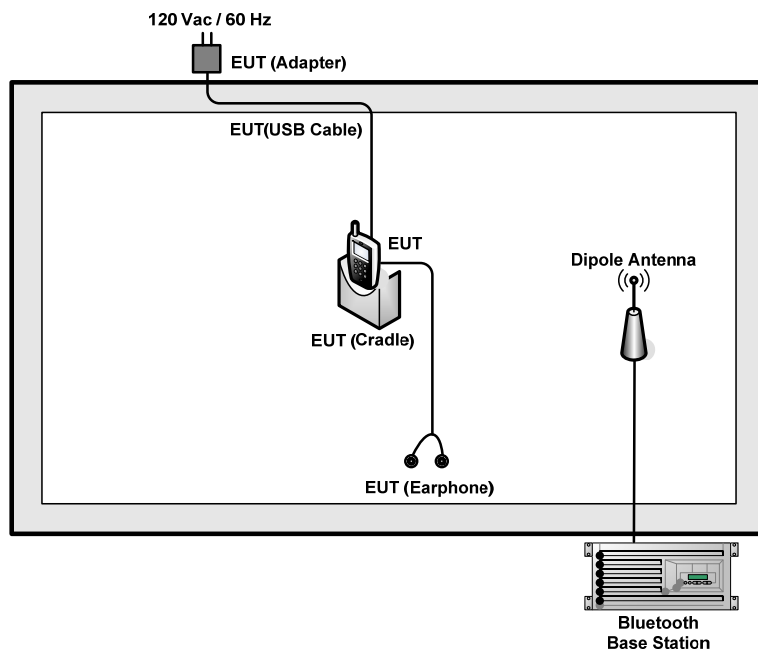 120 Vac / 60 Hz
EUT (Adapter)
EUT(USB Cable)
EUT
Dipole Antenna
EUT (Cradle)
EUT (Earphone)
Bluetooth
Base Station